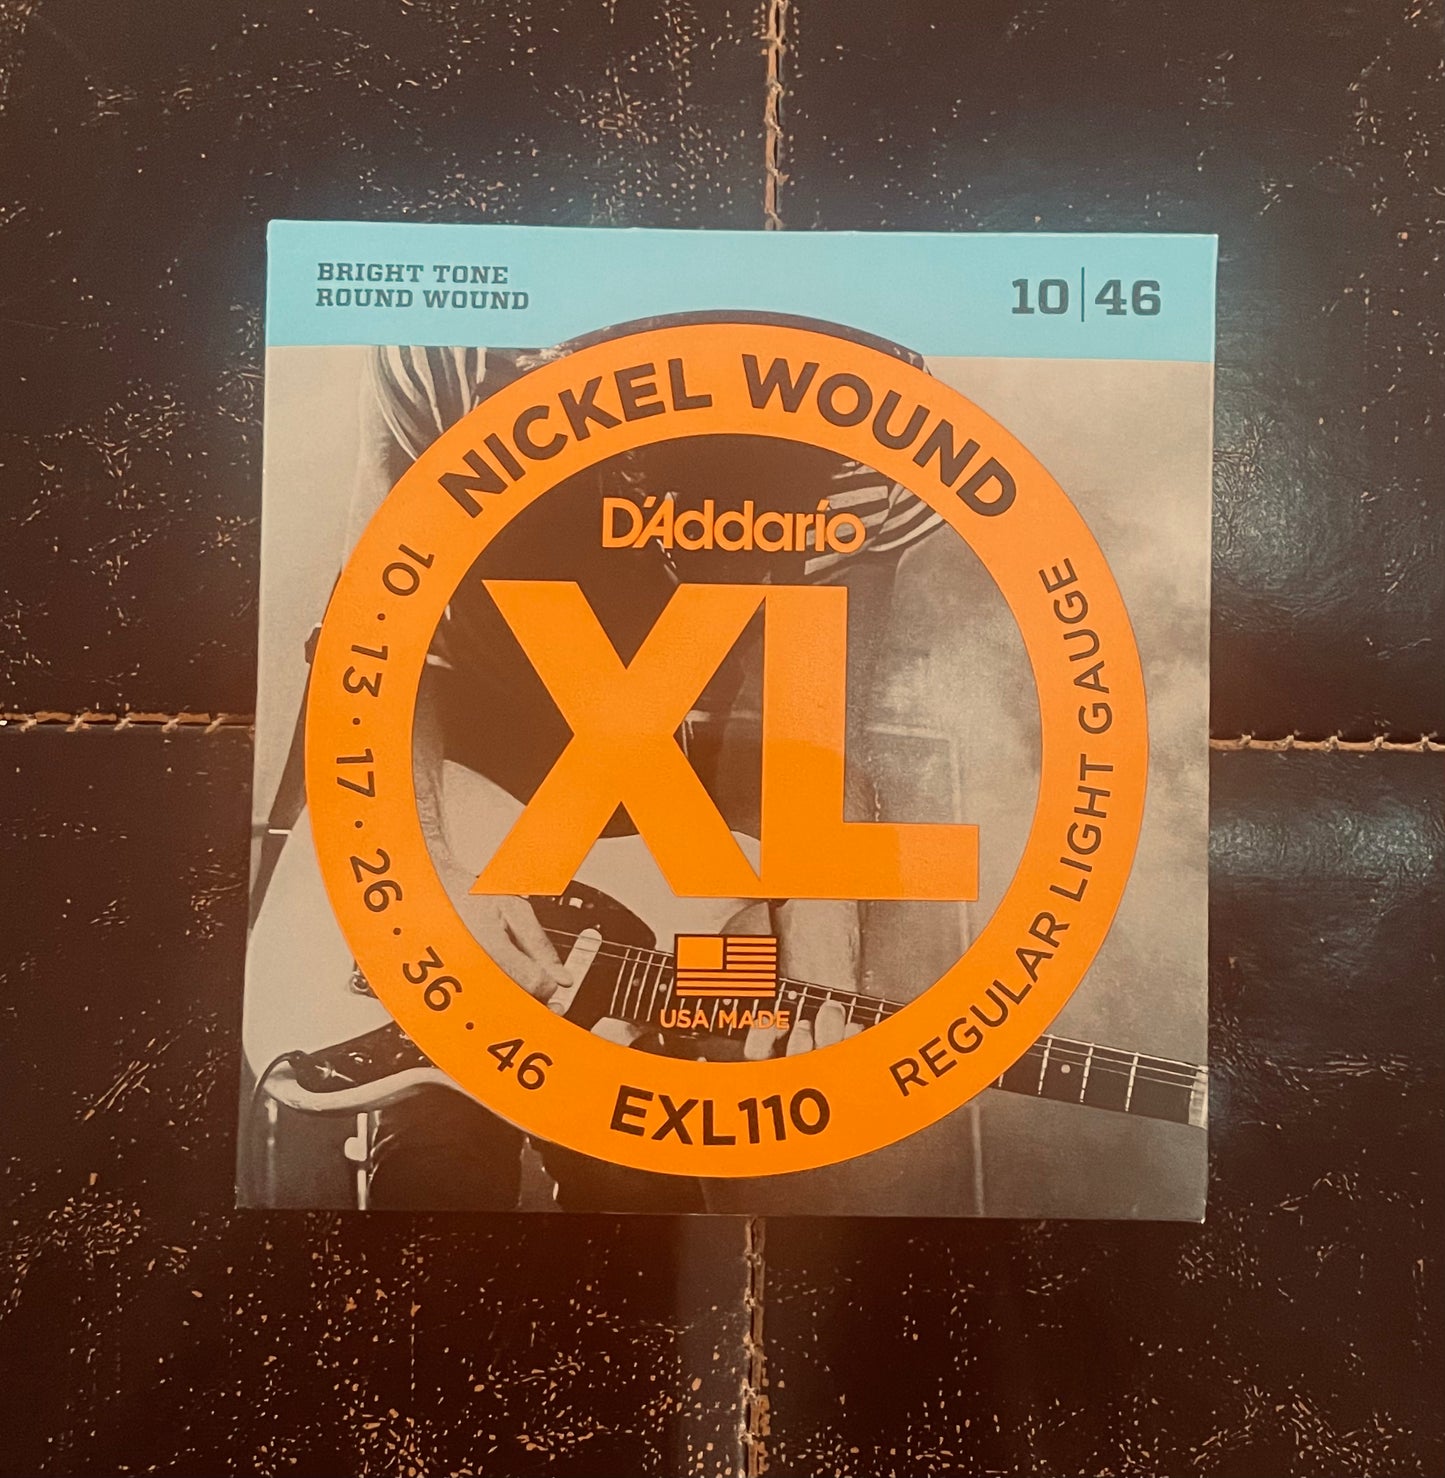 BRIGHT TONE
ROUND WOUND
10|46
NICKEL WOUND
D'Addario
XL
USA MADE
10 · 13 · 17 · 26 · 36 · 46
EXL110
REGULAR LIGHT GAUGE